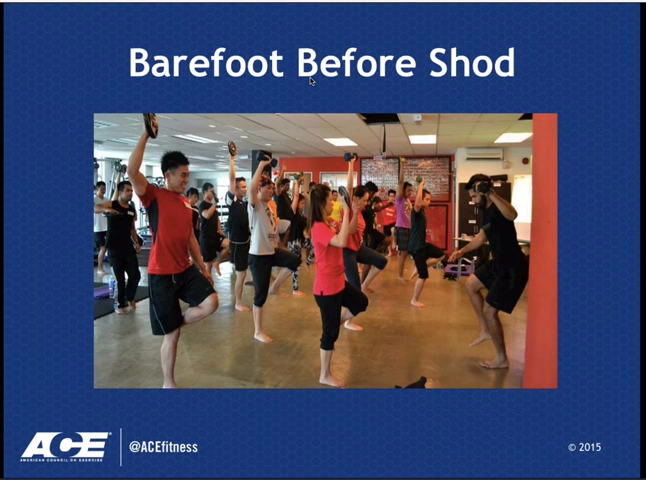 Barefoot Before Shod
ACE
AMERICAN COUNCIL ON EXERCISE
@ACEfitness
© 2015